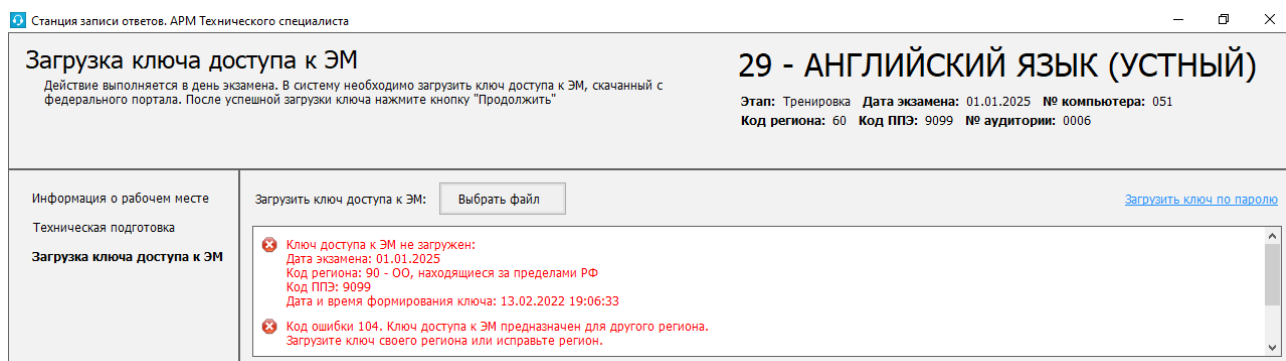 Станция записи ответов. АРМ Технического специалиста
Загрузка ключа доступа к ЭМ
Действие выполняется в день экзамена. В систему необходимо загрузить ключ доступа к ЭМ, скачанный с
федерального портала. После успешной загрузки ключа нажмите кнопку "Продолжить"
29 - АНГЛИЙСКИЙ ЯЗЫК (УСТНЫЙ)
Этап: Тренировка Дата экзамена: 01.01.2025 № компьютера: 051
Код региона: 60 Код ППЭ: 9099 № аудитории: 0006
Информация о рабочем месте
Техническая подготовка
Загрузка ключа доступа к ЭМ
Загрузить ключ доступа к ЭМ: Выбрать файл
Загрузить ключ по паролю
Ключ доступа к ЭМ не загружен:
Дата экзамена: 01.01.2025
Код региона: 90 - ОО, находящиеся за пределами РФ
Код ППЭ: 9099
Дата и время формирования ключа: 13.02.2022 19:06:33
Код ошибки 104. Ключ доступа к ЭМ предназначен для другого региона.
Загрузите ключ своего региона или исправьте регион.